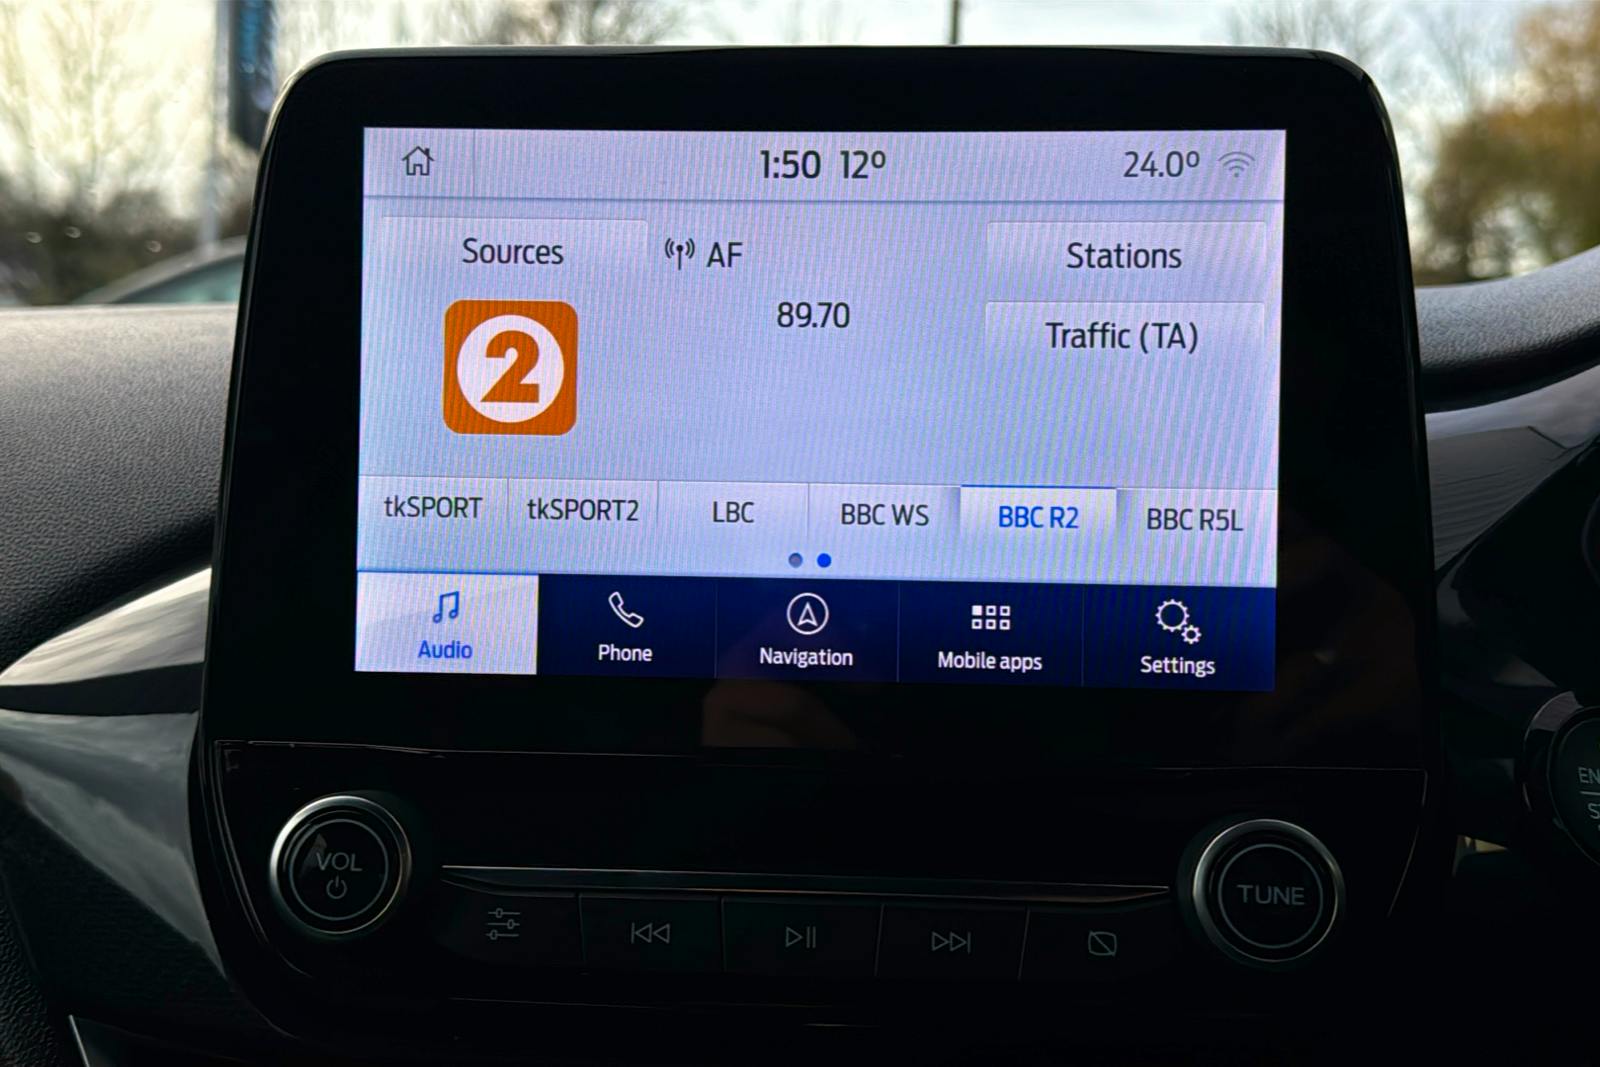 1:50 12º 24.0º
Sources AF Stations
89.70
Traffic (TA)
2
tkSPORT tkSPORT2 LBC BBC WS BBC R2 BBC R5L
Audio Phone Navigation Mobile apps Settings
VOL
TUNE